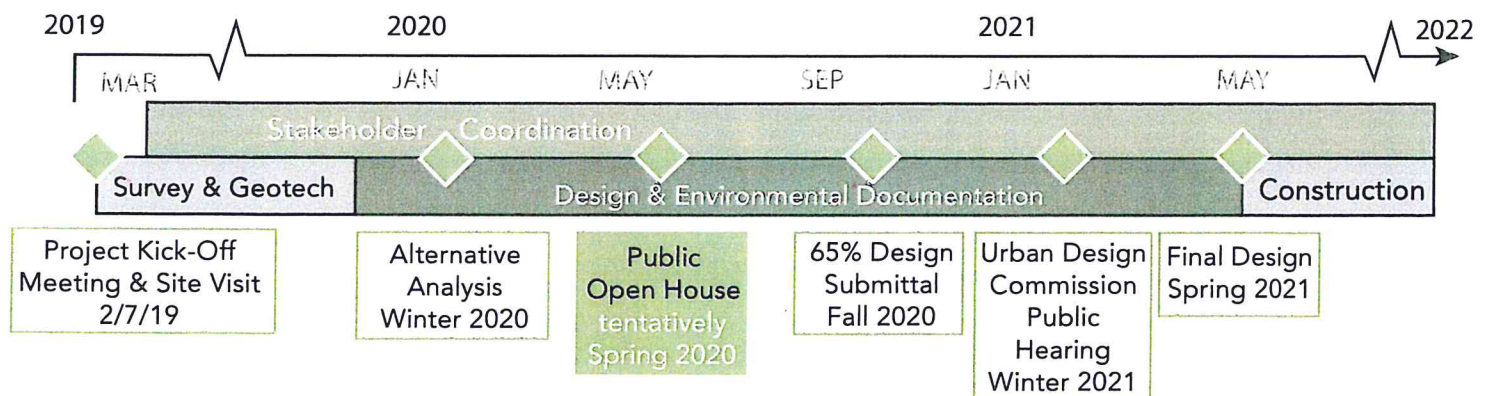 2019 2020 2021 2022
MAR JAN MAY SEP JAN MAY
Stakeholder Coordination
Survey & Geotech
Design & Environmental Documentation
Construction
Project Kick-Off
Meeting & Site Visit
2/7/19
Alternative
Analysis
Winter 2020
Public
Open House
tentatively
Spring 2020
65% Design
Submittal
Fall 2020
Urban Design
Commission
Public
Hearing
Winter 2021
Final Design
Spring 2021